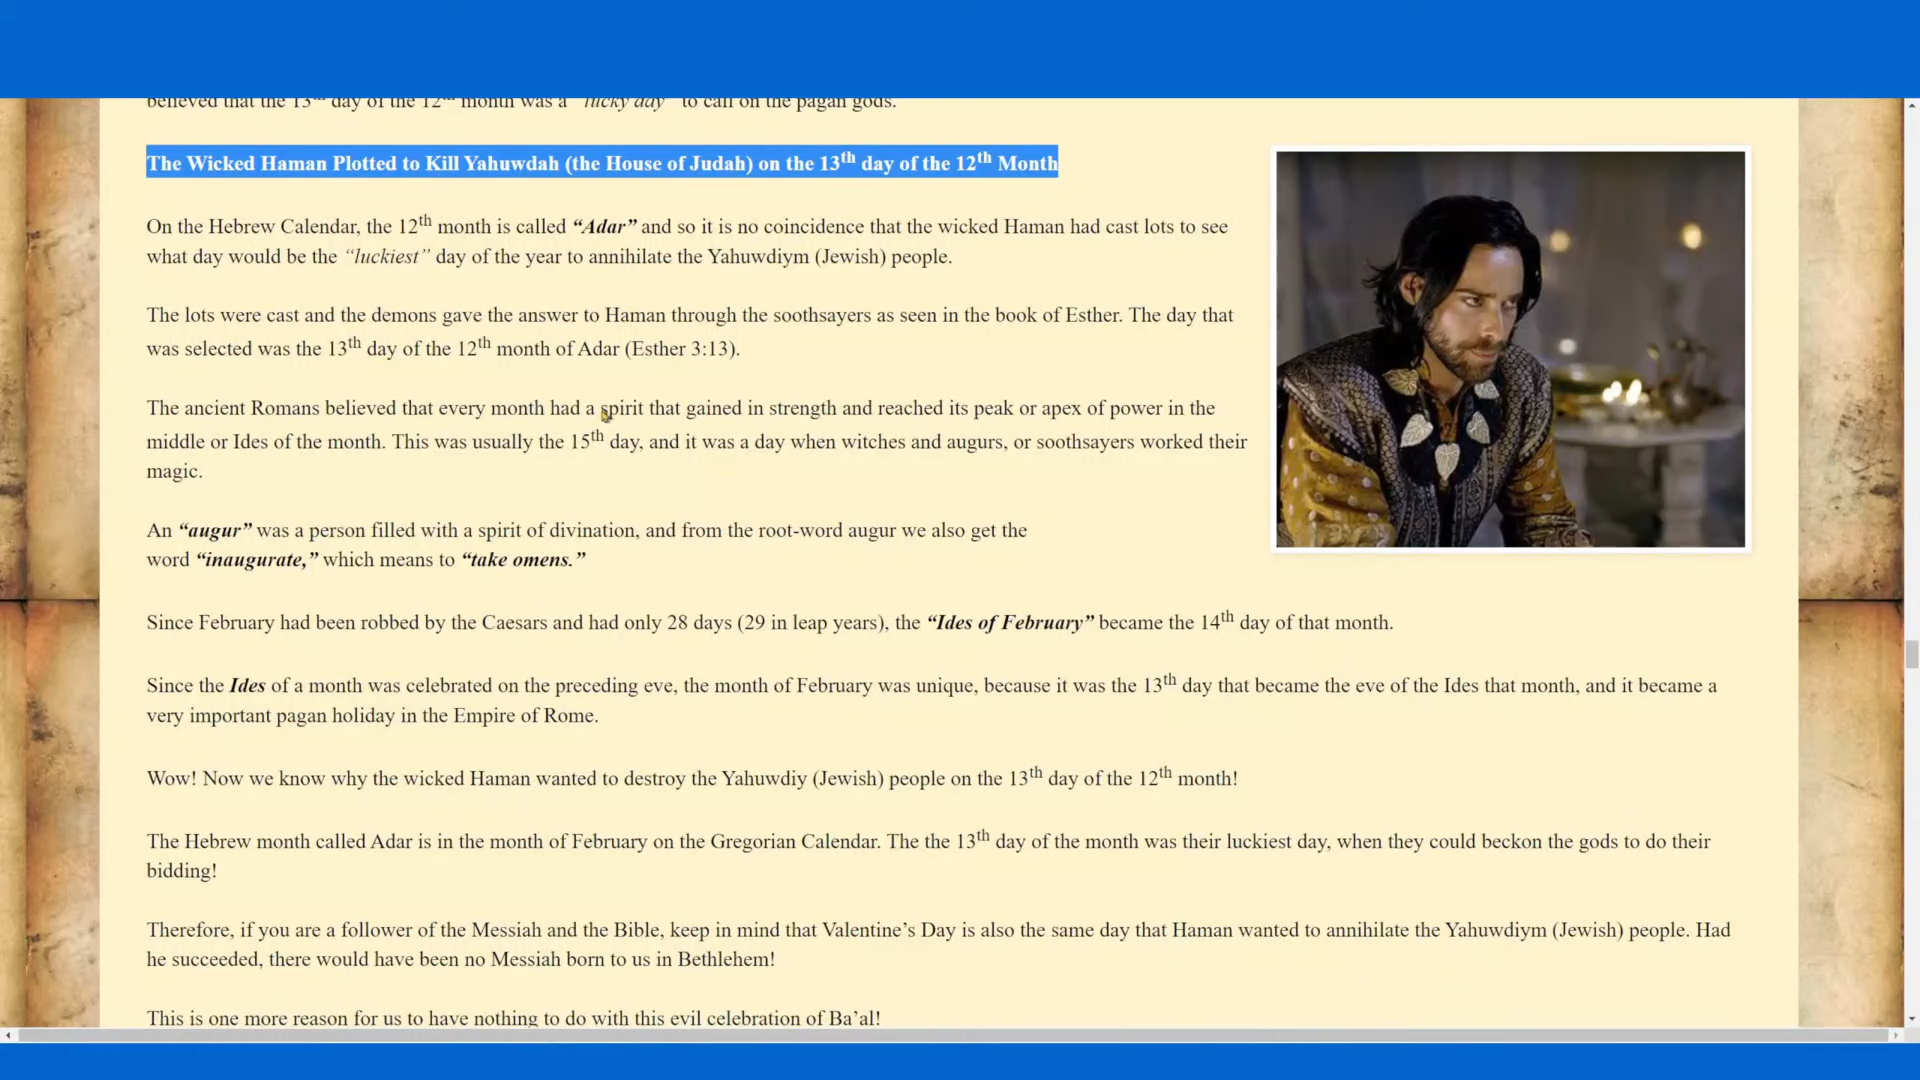 believed that the 13th day of the 12th month was a "lucky day" to call on the pagan gods.
The Wicked Haman Plotted to Kill Yahuwdah (the House of Judah) on the 13th day of the 12th Month
On the Hebrew Calendar, the 12th month is called “Adar” and so it is no coincidence that the wicked Haman had cast lots to see
what day would be the “luckiest” day of the year to annihilate the Yahuwdiym (Jewish) people.
The lots were cast and the demons gave the answer to Haman through the soothsayers as seen in the book of Esther. The day that
was selected was the 13th day of the 12th month of Adar (Esther 3:13).
The ancient Romans believed that every month had a spirit that gained in strength and reached its peak or apex of power in the
middle or Ides of the month. This was usually the 15th day, and it was a day when witches and augurs, or soothsayers worked their
magic.
An “augur” was a person filled with a spirit of divination, and from the root-word augur we also get the
word “inaugurate,” which means to “take omens.”
Since February had been robbed by the Caesars and had only 28 days (29 in leap years), the “Ides of February” became the 14th day of that month.
Since the Ides of a month was celebrated on the preceding eve, the month of February was unique, because it was the 13th day that became the eve of the Ides that month, and it became a
very important pagan holiday in the Empire of Rome.
Wow! Now we know why the wicked Haman wanted to destroy the Yahuwdiy (Jewish) people on the 13th day of the 12th month!
The Hebrew month called Adar is in the month of February on the Gregorian Calendar. The the 13th day of the month was their luckiest day, when they could beckon the gods to do their
bidding!
Therefore, if you are a follower of the Messiah and the Bible, keep in mind that Valentine’s Day is also the same day that Haman wanted to annihilate the Yahuwdiym (Jewish) people. Had
he succeeded, there would have been no Messiah born to us in Bethlehem!
This is one more reason for us to have nothing to do with this evil celebration of Ba’al!